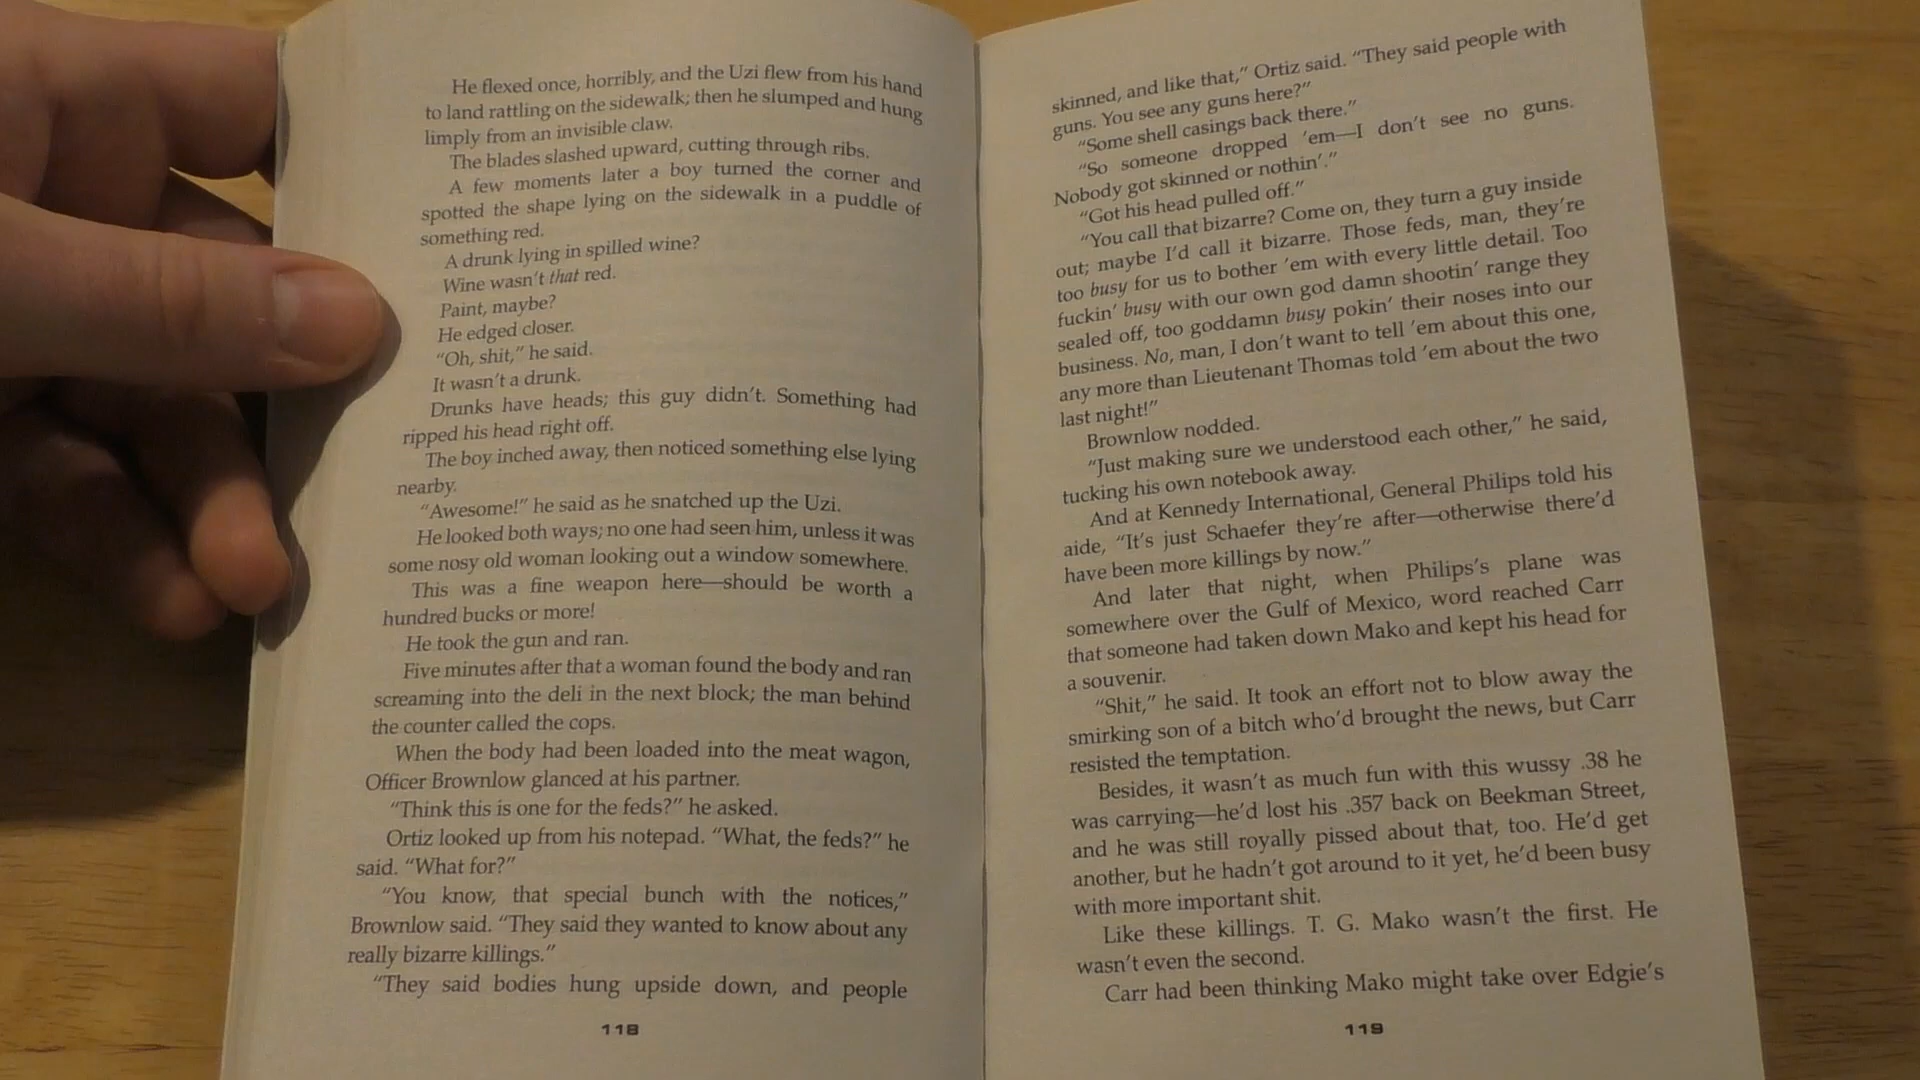 He flexed once, horribly, and the Uzi flew from his hand
to land rattling on the sidewalk; then he slumped and hung
limply from an invisible claw.
The blades slashed upward, cutting through ribs.
A few moments later a boy turned the corner and
spotted the shape lying on the sidewalk in a puddle of
something red.
A drunk lying in spilled wine?
Wine wasn’t that red.
Paint, maybe?
He edged closer.
“Oh, shit,” he said.
It wasn’t a drunk.
Drunks have heads; this guy didn’t. Something had
ripped his head right off.
The boy inched away, then noticed something else lying
nearby.
“Awesome!” he said as he snatched up the Uzi.
He looked both ways; no one had seen him, unless it was
some nosy old woman looking out a window somewhere.
This was a fine weapon here—should be worth a
hundred bucks or more!
He took the gun and ran.
Five minutes after that a woman found the body and ran
screaming into the deli in the next block; the man behind
the counter called the cops.
When the body had been loaded into the meat wagon,
Officer Brownlow glanced at his partner.
“Think this is one for the feds?” he asked.
Ortiz looked up from his notepad. “What, the feds?” he
said. “What for?”
“You know, that special bunch with the notices,”
Brownlow said. “They said they wanted to know about any
really bizarre killings.”
“They said bodies hung upside down, and people
118
skinned, and like that,” Ortiz said. “They said people with
guns. You see any guns here?”
“Some shell casings back there.”
“So someone dropped ’em—I don’t see no guns.
Nobody got skinned or nothin’.”
“Got his head pulled off.”
“You call that bizarre? Come on, they turn a guy inside
out; maybe I’d call it bizarre. Those feds, man, they’re
too busy for us to bother ’em with every little detail. Too
fuckin’ busy with our own god damn shootin’ range they
sealed off, too goddamn busy pokin’ their noses into our
business. No, man, I don’t want to tell ’em about this one,
any more than Lieutenant Thomas told ’em about the two
last night!”
Brownlow nodded.
“Just making sure we understood each other,” he said,
tucking his own notebook away.
And at Kennedy International, General Philips told his
aide, “It’s just Schaefer they’re after—otherwise there’d
have been more killings by now.”
And later that night, when Philips’s plane was
somewhere over the Gulf of Mexico, word reached Carr
that someone had taken down Mako and kept his head for
a souvenir.
“Shit,” he said. It took an effort not to blow away the
smirking son of a bitch who’d brought the news, but Carr
resisted the temptation.
Besides, it wasn’t as much fun with this wussy .38 he
was carrying—he’d lost his .357 back on Beekman Street,
and he was still royally pissed about that, too. He’d get
another, but he hadn’t got around to it yet, he’d been busy
with more important shit.
Like these killings. T. G. Mako wasn’t the first. He
wasn’t even the second.
Carr had been thinking Mako might take over Edgie’s
119